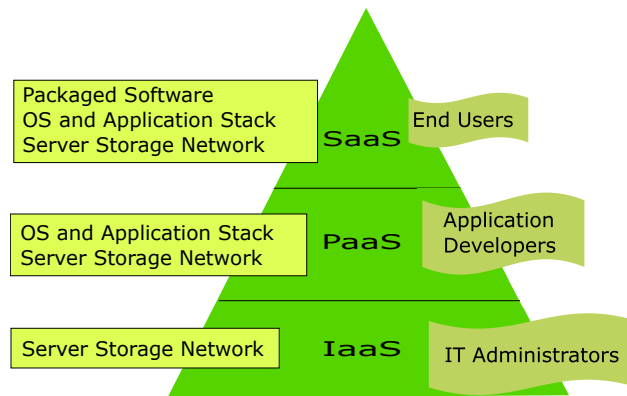 Packaged Software
OS and Application Stack
Server Storage Network
SaaS
End Users
OS and Application Stack
Server Storage Network
PaaS
Application
Developers
Server Storage Network
IaaS
IT Administrators